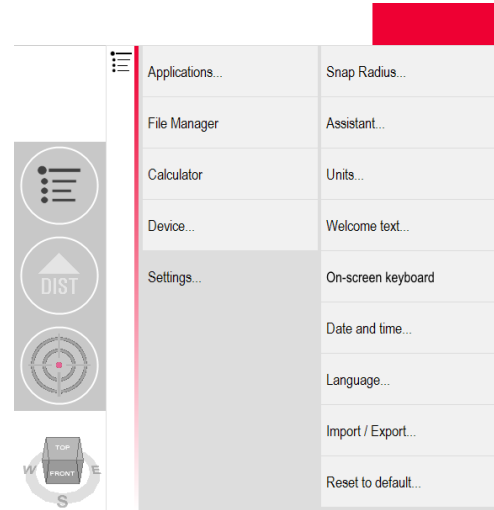 Applications...
File Manager
Calculator
Device...
Settings...
Snap Radius...
Assistant...
Units...
Welcome text...
On-screen keyboard
Date and time...
Language...
Import / Export...
Reset to default...
DIST
TOP
W FRONT E
S